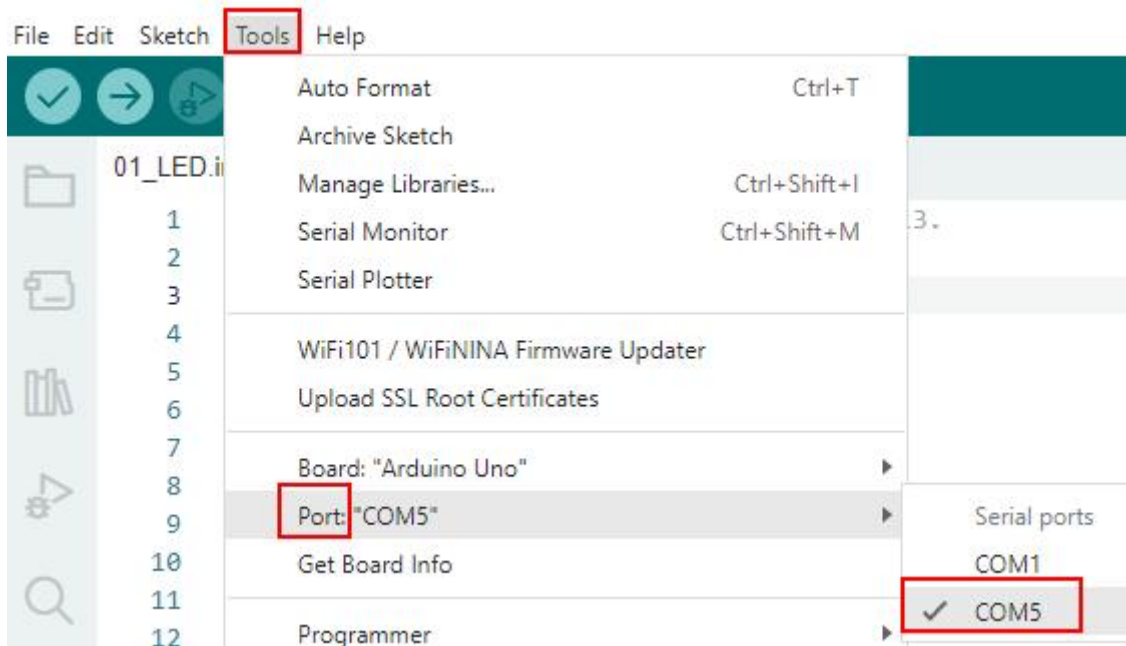 File Edit Sketch Tools Help
Auto Format Ctrl+T
Archive Sketch
01_LED.i
Manage Libraries... Ctrl+Shift+I
1 3.
Serial Monitor Ctrl+Shift+M
2
Serial Plotter
3
4
WiFi101 / WiFiNINA Firmware Updater
5
Upload SSL Root Certificates
6
7
Board: "Arduino Uno"
8
Port: "COM5" Serial ports
9
Get Board Info COM1
10
11
COM5
12
Programmer